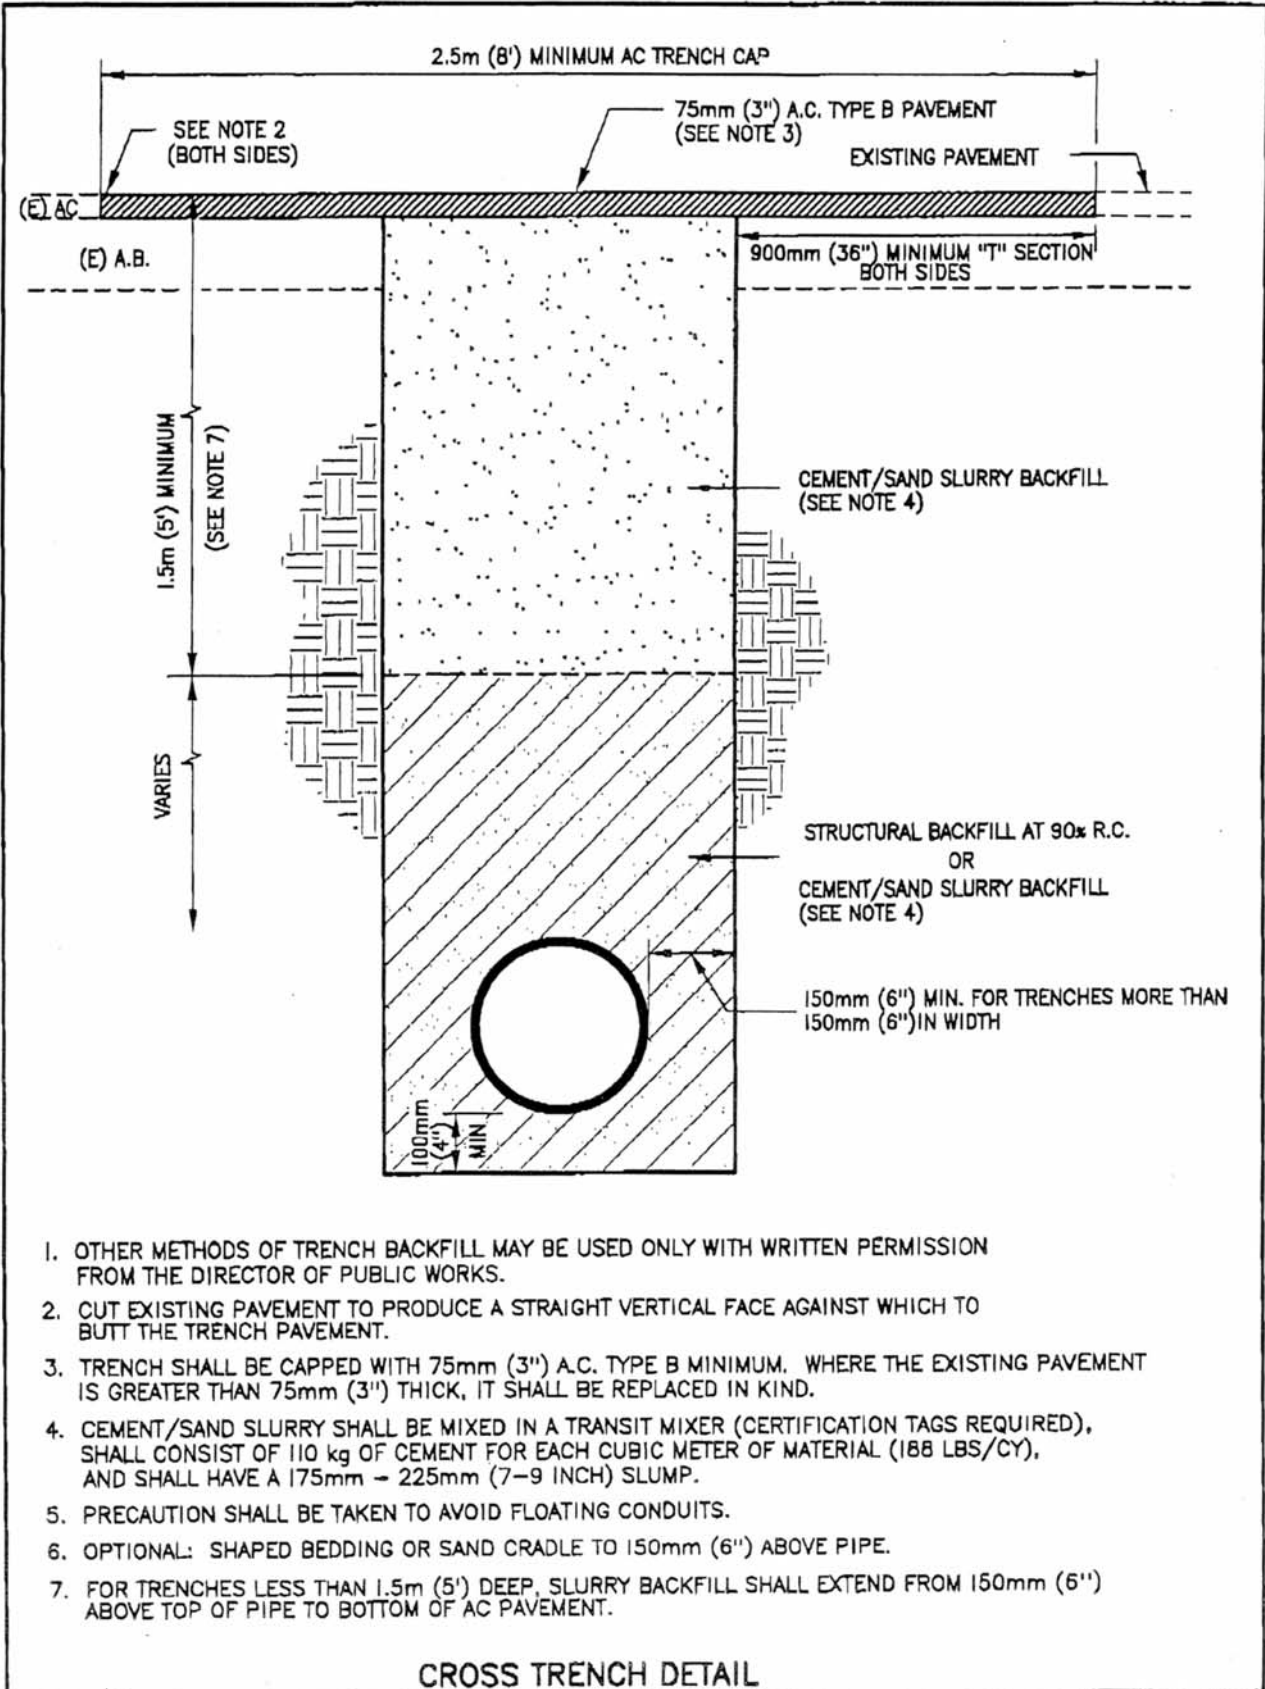 2.5m (8') MINIMUM AC TRENCH CAP
SEE NOTE 2
(BOTH SIDES)
75mm (3") A.C. TYPE B PAVEMENT
(SEE NOTE 3)
EXISTING PAVEMENT
(E) AC
(E) A.B.
900mm (36") MINIMUM "T" SECTION
BOTH SIDES
1.5m (5') MINIMUM
(SEE NOTE 7)
CEMENT/SAND SLURRY BACKFILL
(SEE NOTE 4)
VARIES
STRUCTURAL BACKFILL AT 90% R.C.
OR
CEMENT/SAND SLURRY BACKFILL
(SEE NOTE 4)
150mm (6") MIN. FOR TRENCHES MORE THAN
150mm (6")IN WIDTH
100mm
(4")
MIN
1. OTHER METHODS OF TRENCH BACKFILL MAY BE USED ONLY WITH WRITTEN PERMISSION
FROM THE DIRECTOR OF PUBLIC WORKS.
2. CUT EXISTING PAVEMENT TO PRODUCE A STRAIGHT VERTICAL FACE AGAINST WHICH TO
BUTT THE TRENCH PAVEMENT.
3. TRENCH SHALL BE CAPPED WITH 75mm (3") A.C. TYPE B MINIMUM. WHERE THE EXISTING PAVEMENT
IS GREATER THAN 75mm (3") THICK, IT SHALL BE REPLACED IN KIND.
4. CEMENT/SAND SLURRY SHALL BE MIXED IN A TRANSIT MIXER (CERTIFICATION TAGS REQUIRED),
SHALL CONSIST OF 110 kg OF CEMENT FOR EACH CUBIC METER OF MATERIAL (188 LBS/CY),
AND SHALL HAVE A 175mm - 225mm (7-9 INCH) SLUMP.
5. PRECAUTION SHALL BE TAKEN TO AVOID FLOATING CONDUITS.
6. OPTIONAL: SHAPED BEDDING OR SAND CRADLE TO 150mm (6") ABOVE PIPE.
7. FOR TRENCHES LESS THAN 1.5m (5') DEEP, SLURRY BACKFILL SHALL EXTEND FROM 150mm (6")
ABOVE TOP OF PIPE TO BOTTOM OF AC PAVEMENT.
CROSS TRENCH DETAIL